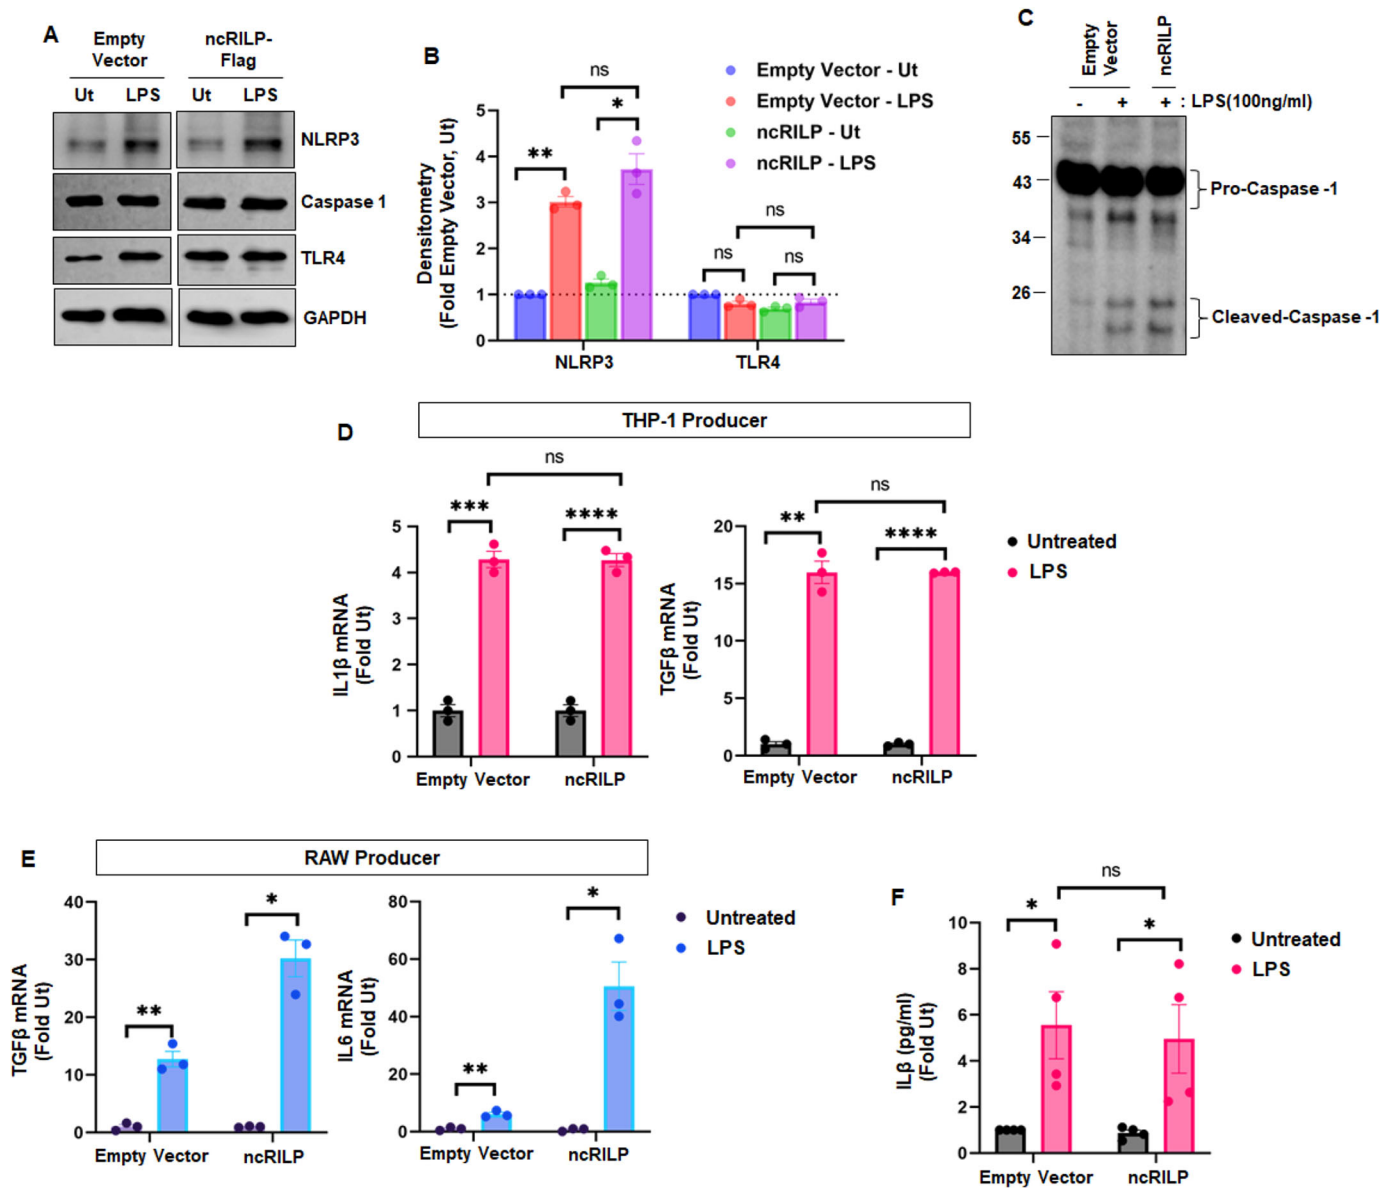 A
Empty
Vector
ncRILP-
Flag
Ut
LPS
Ut
LPS
NLRP3
Caspase 1
TLR4
GAPDH
B
Densitometry
(Fold Empty Vector, Ut)
5
4
3
2
1
0
**
ns
*
ns
ns
ns
NLRP3
TLR4
Empty Vector - Ut
Empty Vector - LPS
ncRILP - Ut
ncRILP - LPS
C
Empty
Vector
ncRILP
-
+
+
: LPS(100ng/ml)
55
43
34
26
Pro-Caspase -1
Cleaved-Caspase -1
D
THP-1 Producer
IL1β mRNA
(Fold Ut)
5
4
3
2
1
0
ns
***
****
Empty Vector
ncRILP
TGFβ mRNA
(Fold Ut)
20
15
10
5
0
ns
**
****
Empty Vector
ncRILP
Untreated
LPS
E
RAW Producer
TGFβ mRNA
(Fold Ut)
40
30
20
10
0
**
*
Empty Vector
ncRILP
IL6 mRNA
(Fold Ut)
80
60
40
20
0
**
*
Empty Vector
ncRILP
Untreated
LPS
F
ILβ (pg/ml)
(Fold Ut)
10
8
6
4
2
0
ns
*
*
Empty Vector
ncRILP
Untreated
LPS